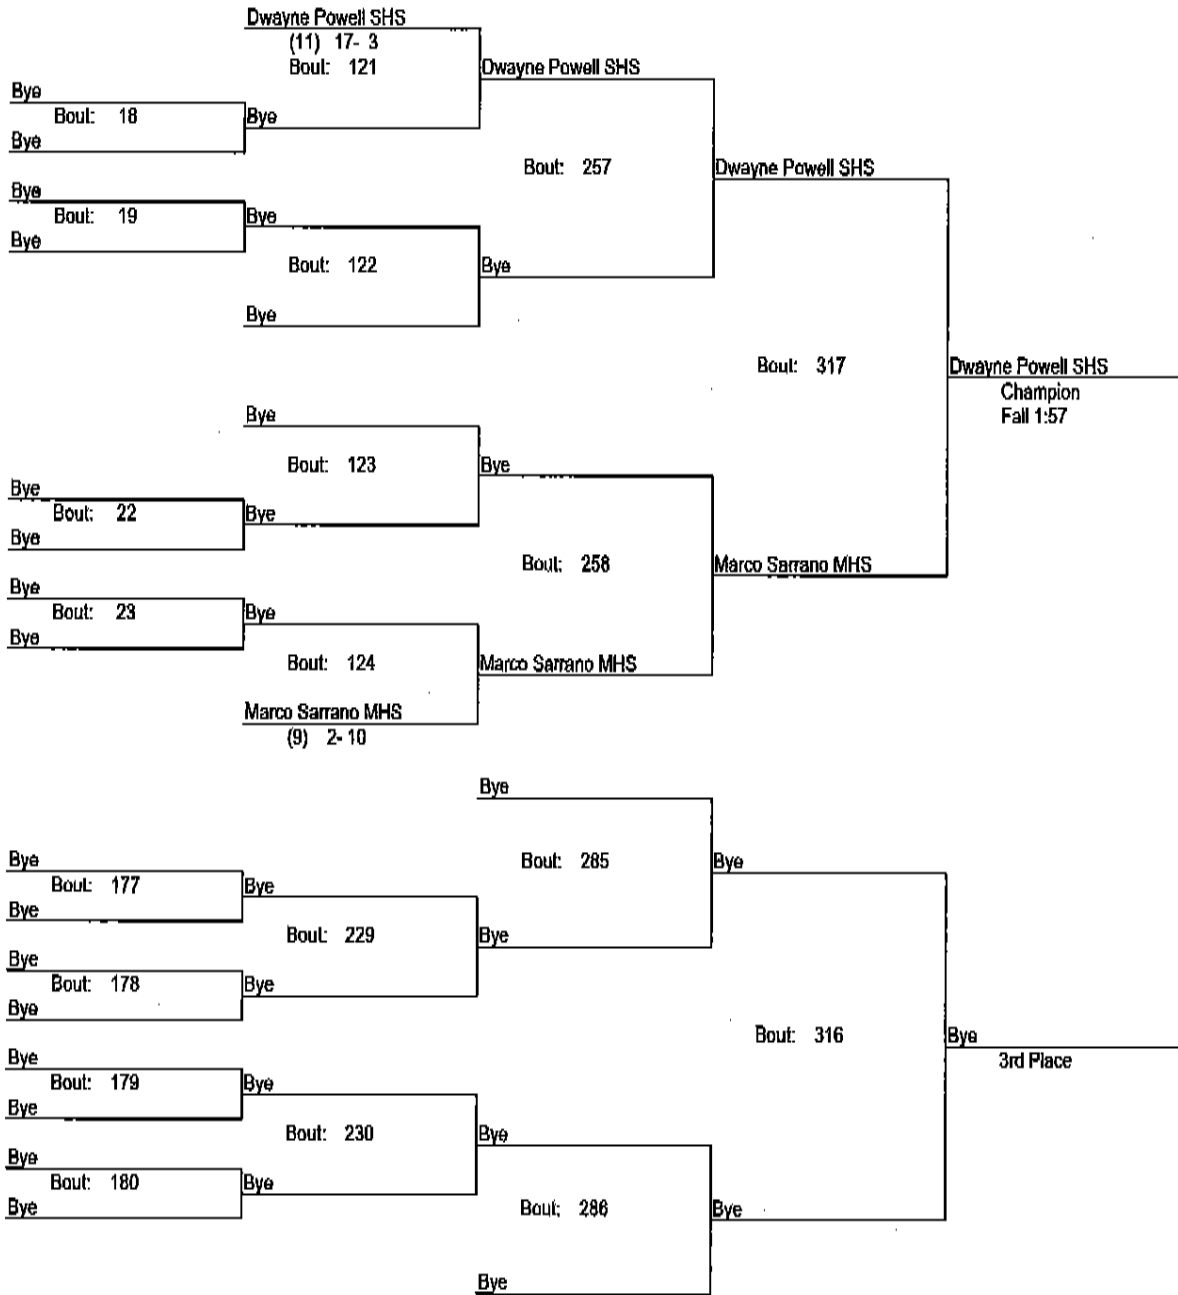 Dwayne Powell SHS
(11) 17- 3
Bout: 121
Dwayne Powell SHS
Bye
Bout: 18
Bye
Bye
Bout: 257
Dwayne Powell SHS
Bye
Bout: 19
Bye
Bye
Bout: 122
Bye
Bye
Bout: 317
Dwayne Powell SHS
Champion
Fall 1:57
Bye
Bout: 123
Bye
Bye
Bout: 22
Bye
Bye
Bout: 258
Marco Sarrano MHS
Bye
Bout: 23
Bye
Bye
Bout: 124
Marco Sarrano MHS
Marco Sarrano MHS
(9) 2- 10
Bye
Bout: 285
Bye
Bye
Bout: 177
Bye
Bye
Bout: 229
Bye
Bye
Bout: 178
Bye
Bye
Bout: 316
Bye
3rd Place
Bye
Bout: 179
Bye
Bye
Bout: 230
Bye
Bye
Bout: 180
Bye
Bye
Bout: 286
Bye
Bye